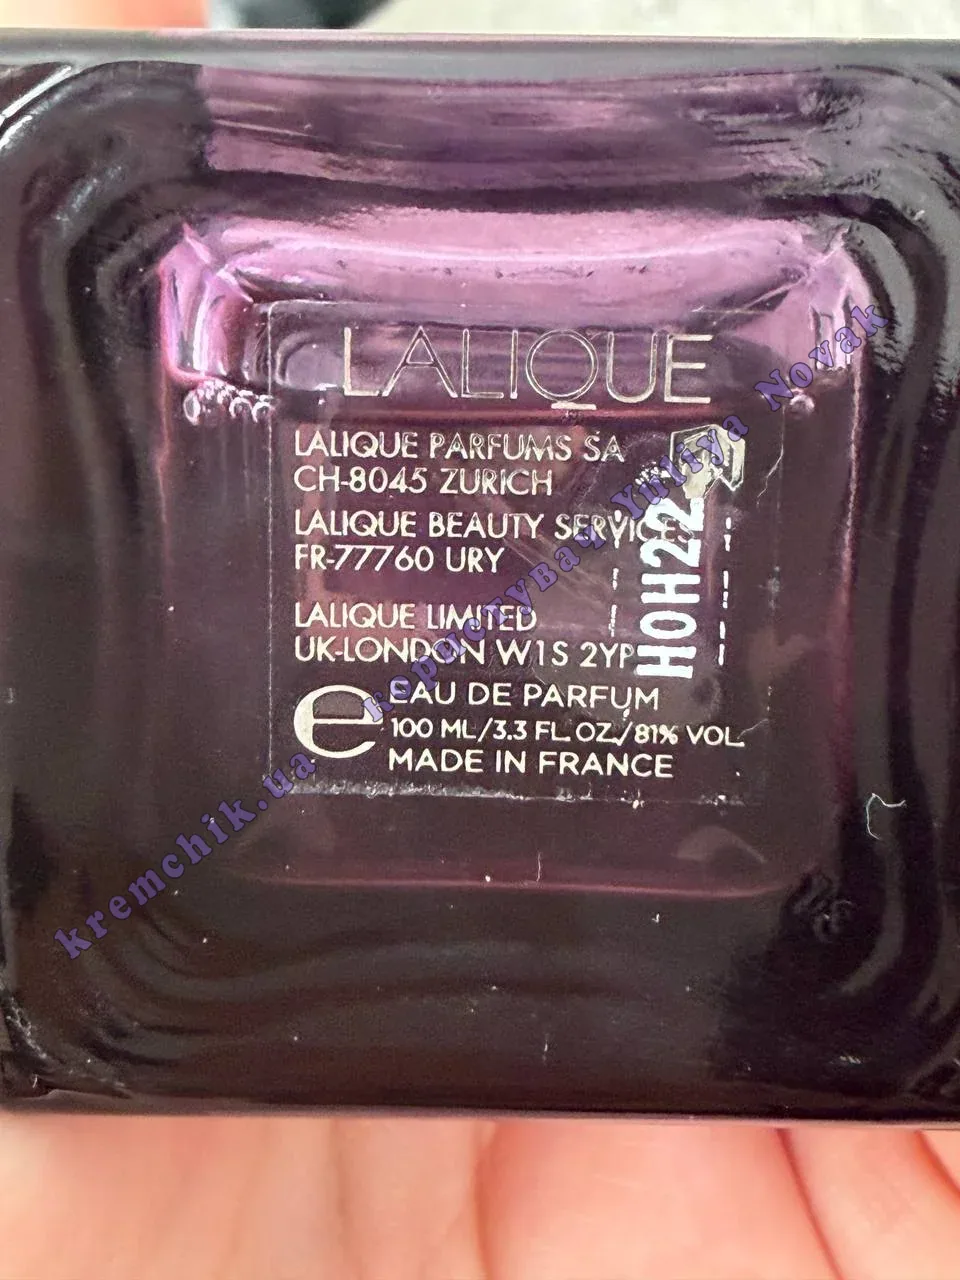 LALIQUE
LALIQUE PARFUMS SA
CH-8045 ZURICH
LALIQUE BEAUTY SERVICES
FR-77760 URY
LALIQUE LIMITED
UK-LONDON W1S 2YP
H0H22
e EAU DE PARFUM
100 ML/3.3 FL.OZ./81% VOL.
MADE IN FRANCE
kremchik.ua користувач Yuliya Novak